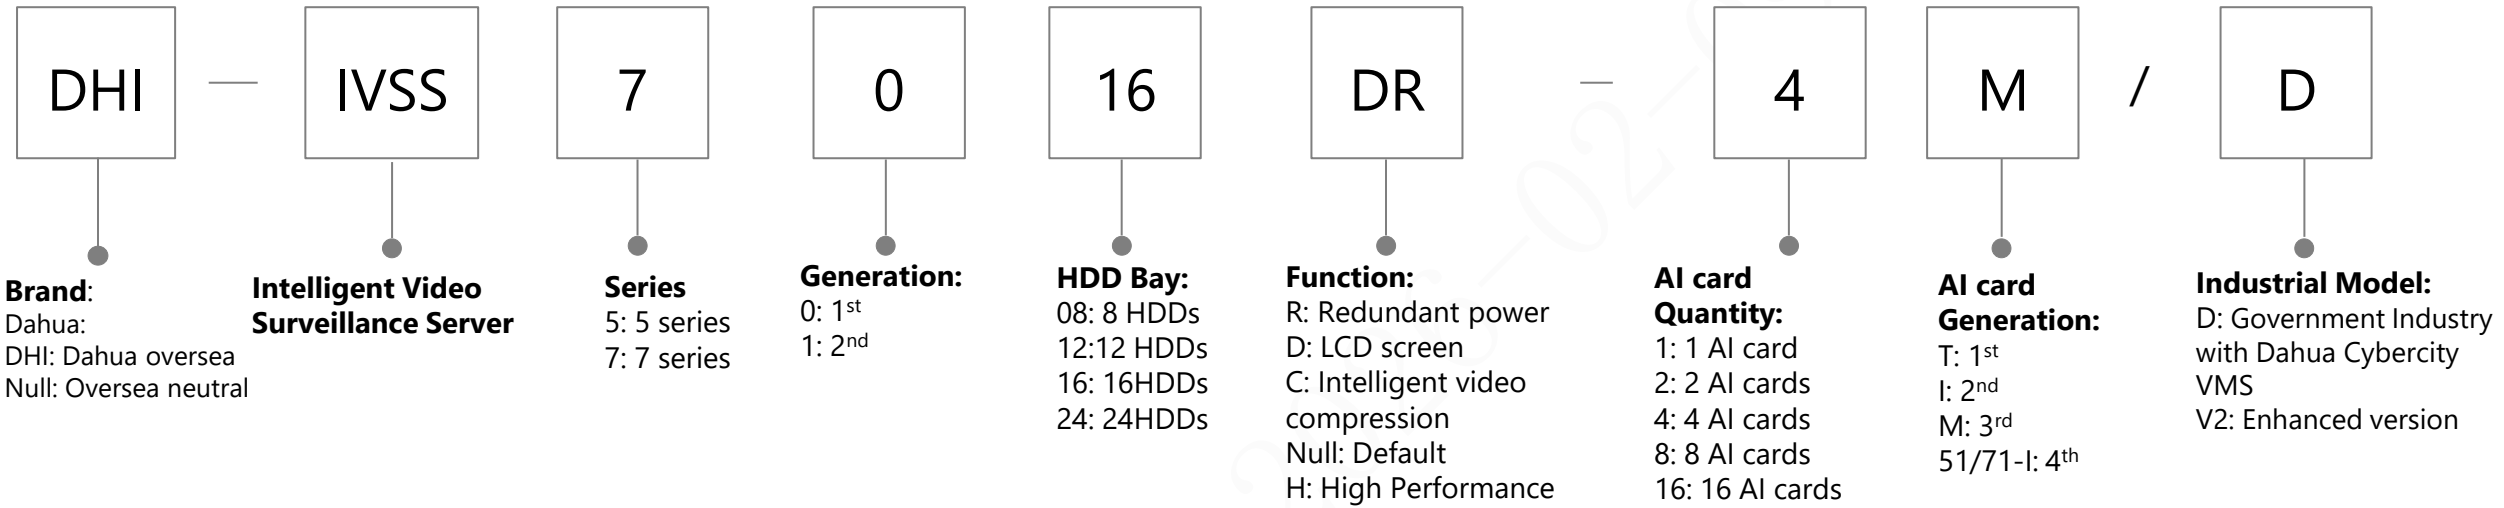 DHI — IVSS 7 0 16 DR — 4 M / D
Brand:
Dahua:
DHI: Dahua oversea
Null: Oversea neutral
Intelligent Video
Surveillance Server
Series
5: 5 series
7: 7 series
Generation:
0: 1st
1: 2nd
HDD Bay:
08: 8 HDDs
12:12 HDDs
16: 16HDDs
24: 24HDDs
Function:
R: Redundant power
D: LCD screen
C: Intelligent video
compression
Null: Default
H: High Performance
AI card
Quantity:
1: 1 AI card
2: 2 AI cards
4: 4 AI cards
8: 8 AI cards
16: 16 AI cards
AI card
Generation:
T: 1st
I: 2nd
M: 3rd
51/71-I: 4th
Industrial Model:
D: Government Industry
with Dahua Cybercity
VMS
V2: Enhanced version